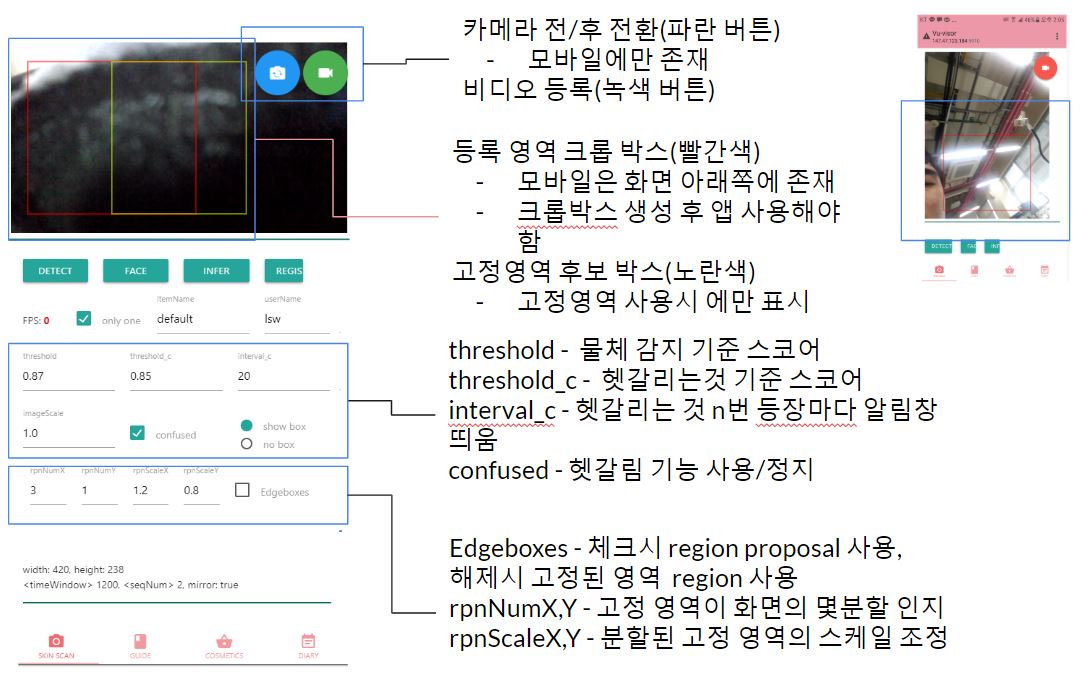 카메라 전/후 전환(파란 버튼)
- 모바일에만 존재
비디오 등록(녹색 버튼)
등록 영역 크롭 박스(빨간색)
- 모바일은 화면 아래쪽에 존재
- 크롭박스 생성 후 앱 사용해야
함
고정영역 후보 박스(노란색)
- 고정영역 사용시 에만 표시
threshold - 물체 감지 기준 스코어
threshold_c - 헷갈리는것 기준 스코어
interval_c - 헷갈리는 것 n번 등장마다 알림창
띄움
confused - 헷갈림 기능 사용/정지
Edgeboxes - 체크시 region proposal 사용,
해제시 고정된 영역 region 사용
rpnNumX,Y - 고정 영역이 화면의 몇분할 인지
rpnScaleX,Y - 분할된 고정 영역의 스케일 조정
DETECT FACE INFER REGIS
itemName userName
FPS: 0 only one default lsw
threshold threshold_c interval_c
0.87 0.85 20
imageScale
1.0 confused show box
no box
rpnNumX rpnNumY rpnScaleX rpnScaleY
3 1 1.2 0.8 Edgeboxes
width: 420, height: 238
<timeWindow> 1200, <seqNum> 2, mirror: true
SKIN SCAN GUIDE COSMETICS DIARY
KT 46% 오후 2:05
Vu-visor
DETECT FAC INF